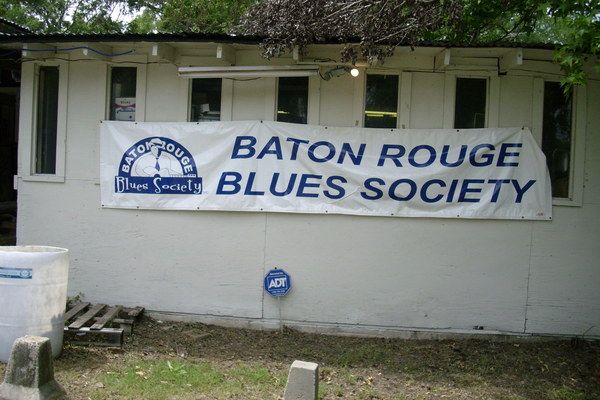 BATON ROUGE
Blues Society
BATON ROUGE
BLUES SOCIETY
ADT